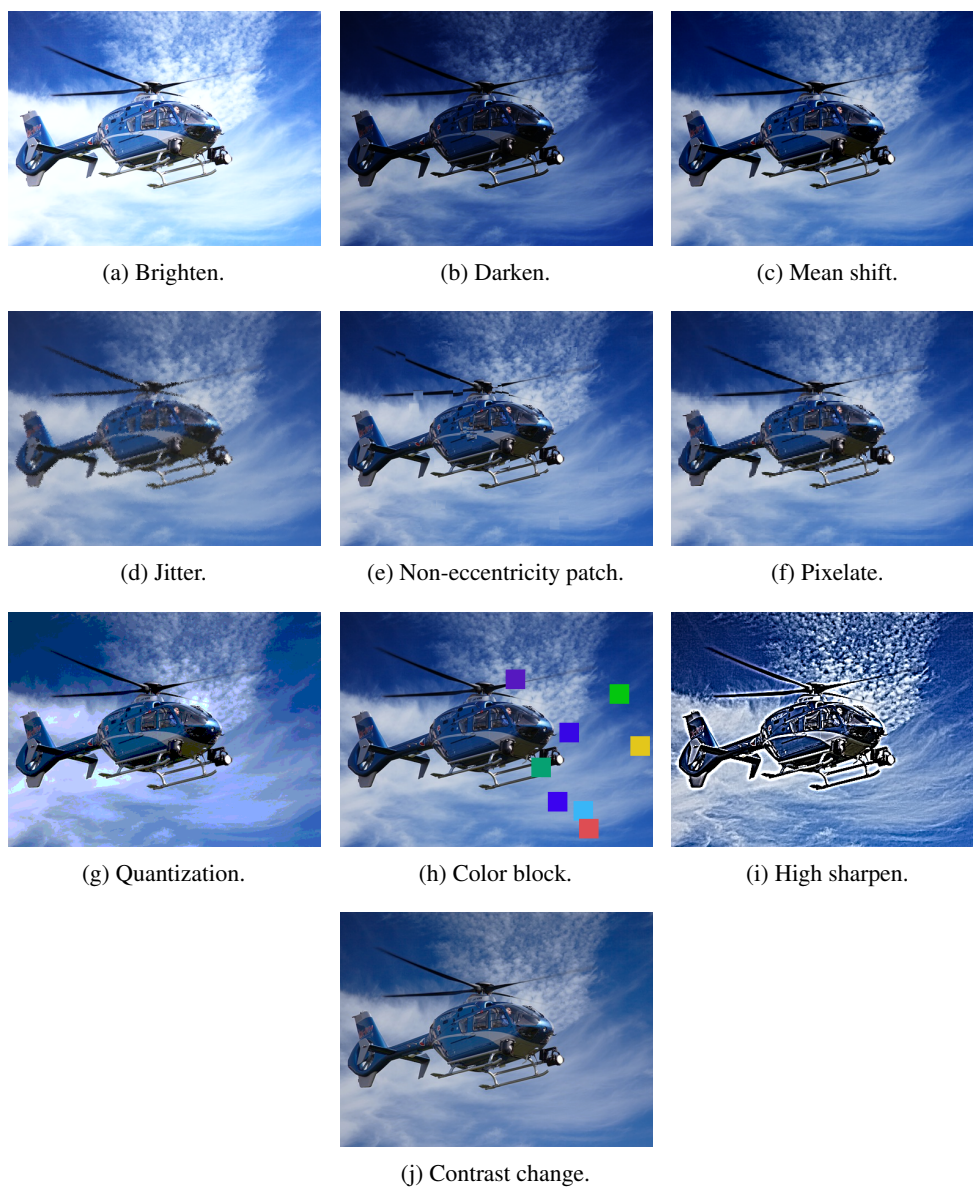 (a) Brighten.
(b) Darken.
(c) Mean shift.
(d) Jitter.
(e) Non-eccentricity patch.
(f) Pixelate.
(g) Quantization.
(h) Color block.
(i) High sharpen.
(j) Contrast change.